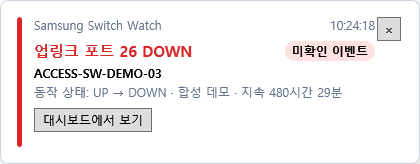 Samsung Switch Watch 10:24:18 ×
업링크 포트 26 DOWN 미확인 이벤트
ACCESS-SW-DEMO-03
동작 상태: UP → DOWN · 합성 데모 · 지속 480시간 29분
대시보드에서 보기